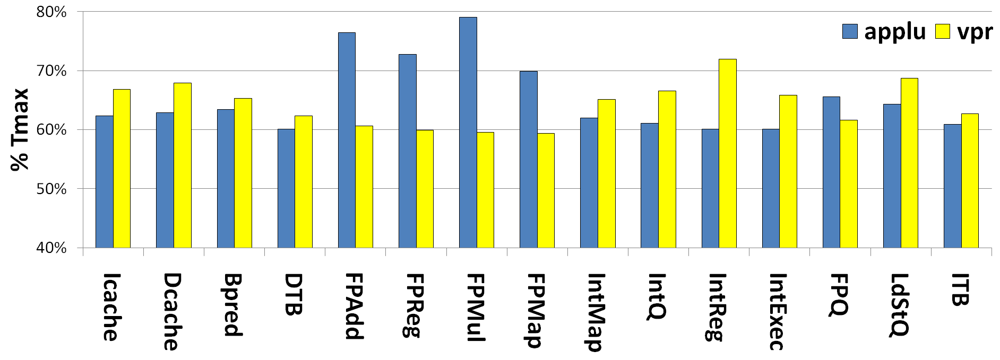 80%
70%
60%
50%
40%
% Tmax
applu
vpr
Icache
Dcache
Bpred
DTB
FPAdd
FPReg
FPMul
FPMap
IntMap
IntQ
IntReg
IntExec
FPQ
LdStQ
ITB